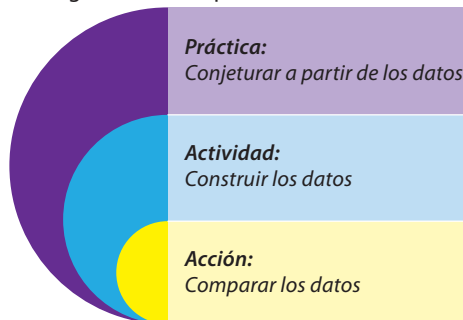 Práctica:
Conjeturar a partir de los datos
Actividad:
Construir los datos
Acción:
Comparar los datos